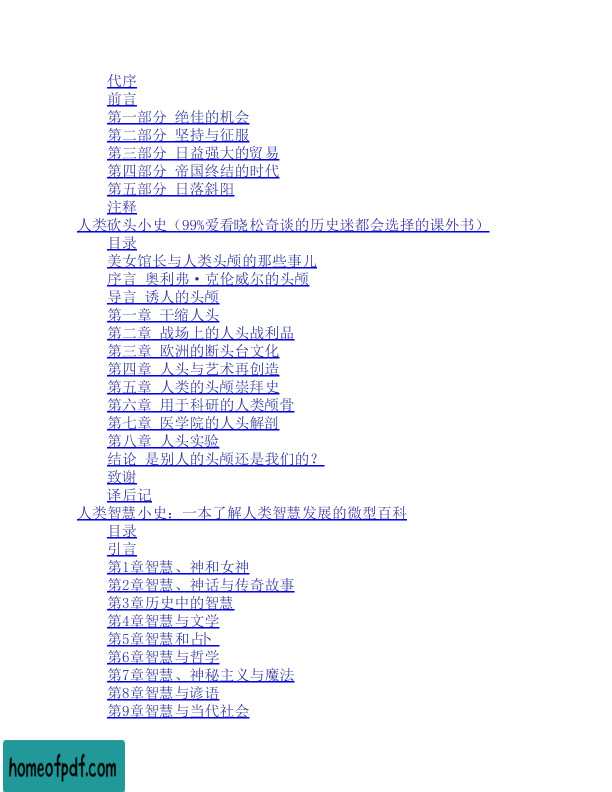 代序
前言
第一部分 绝佳的机会
第二部分 坚持与征服
第三部分 日益强大的贸易
第四部分 帝国终结的时代
第五部分 日落斜阳
注释
人类砍头小史（99%爱看晓松奇谈的历史迷都会选择的课外书）
目录
美女馆长与人类头颅的那些事儿
序言 奥利弗·克伦威尔的头颅
导言 诱人的头颅
第一章 干缩人头
第二章 战场上的人头战利品
第三章 欧洲的断头台文化
第四章 人头与艺术再创造
第五章 人类的头颅崇拜史
第六章 用于科研的人类颅骨
第七章 医学院的人头解剖
第八章 人头实验
结论 是别人的头颅还是我们的？
致谢
译后记
人类智慧小史：一本了解人类智慧发展的微型百科
目录
引言
第1章智慧、神和女神
第2章智慧、神话与传奇故事
第3章历史中的智慧
第4章智慧与文学
第5章智慧和占卜
第6章智慧与哲学
第7章智慧、神秘主义与魔法
第8章智慧与谚语
第9章智慧与当代社会
homeofpdf.com